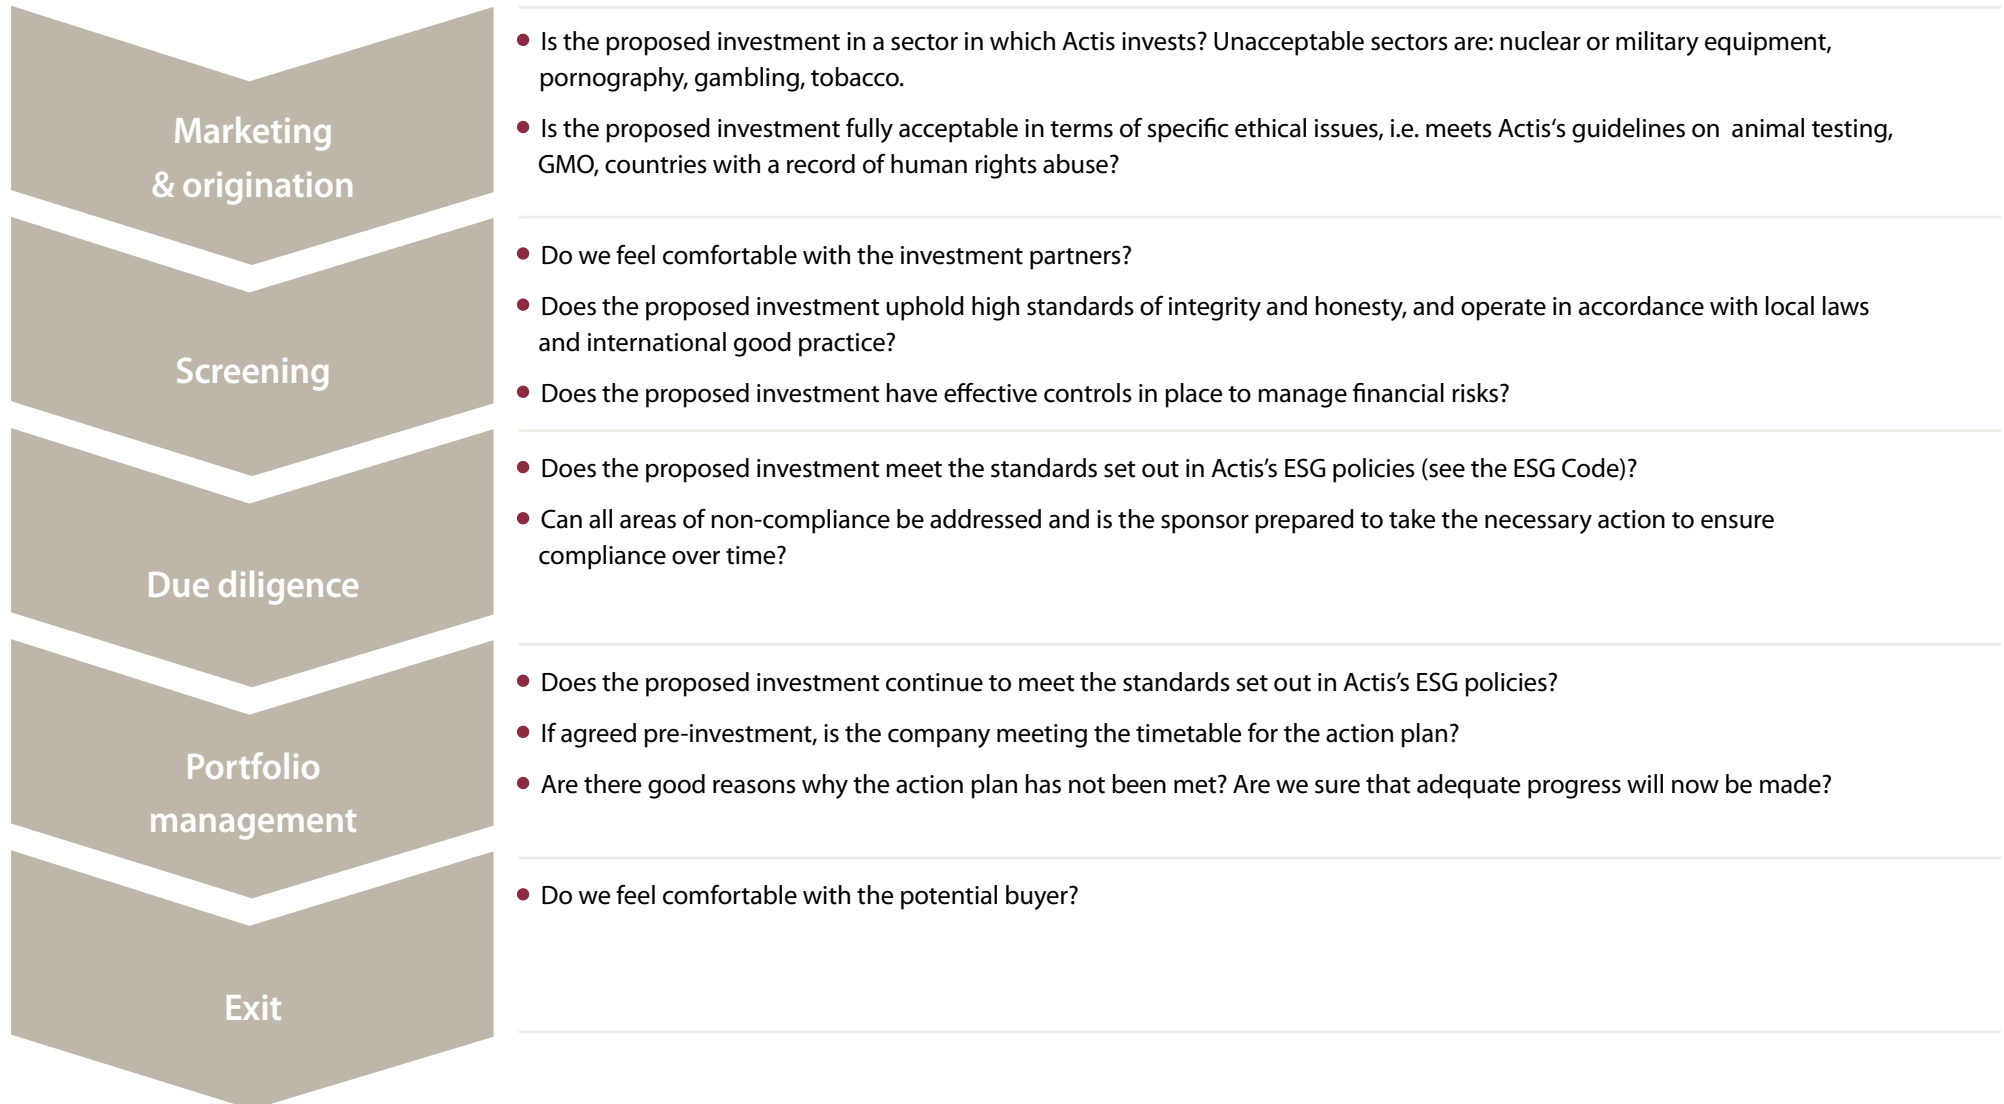 Marketing
& origination
• Is the proposed investment in a sector in which Actis invests? Unacceptable sectors are: nuclear or military equipment,
pornography, gambling, tobacco.
• Is the proposed investment fully acceptable in terms of specific ethical issues, i.e. meets Actis‘s guidelines on  animal testing,
GMO, countries with a record of human rights abuse?
Screening
• Do we feel comfortable with the investment partners?
• Does the proposed investment uphold high standards of integrity and honesty, and operate in accordance with local laws
and international good practice?
• Does the proposed investment have effective controls in place to manage financial risks?
Due diligence
• Does the proposed investment meet the standards set out in Actis’s ESG policies (see the ESG Code)?
• Can all areas of non-compliance be addressed and is the sponsor prepared to take the necessary action to ensure
compliance over time?
Portfolio
management
• Does the proposed investment continue to meet the standards set out in Actis’s ESG policies?
• If agreed pre-investment, is the company meeting the timetable for the action plan?
• Are there good reasons why the action plan has not been met? Are we sure that adequate progress will now be made?
Exit
• Do we feel comfortable with the potential buyer?